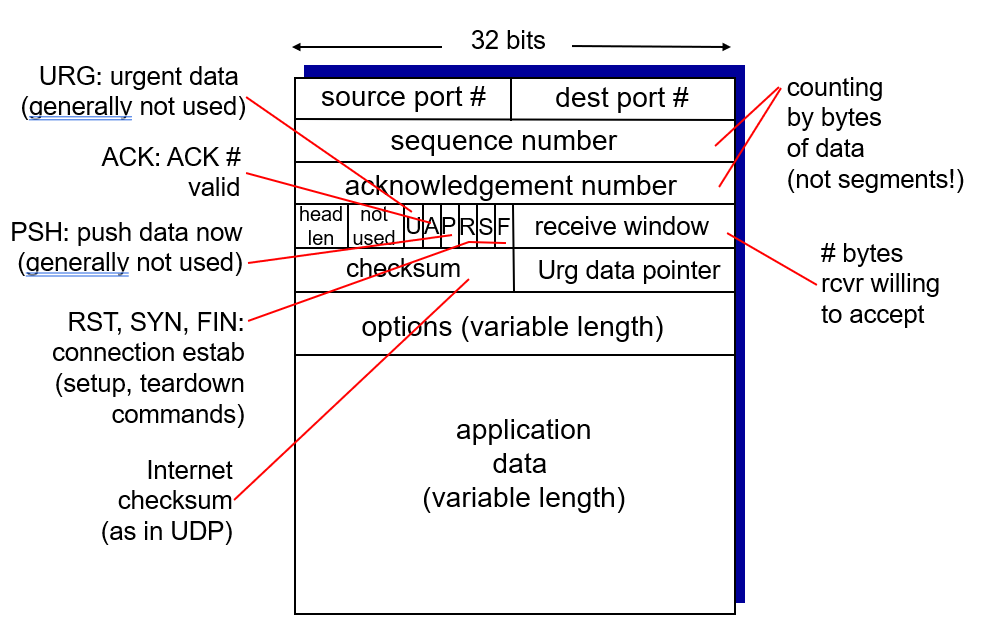 32 bits
URG: urgent data
(generally not used)
ACK: ACK #
valid
PSH: push data now
(generally not used)
RST, SYN, FIN:
connection estab
(setup, teardown
commands)
Internet
checksum
(as in UDP)
source port #
dest port #
sequence number
acknowledgement number
head
len
not
used
U A P R S F
receive window
checksum
Urg data pointer
options (variable length)
application
data
(variable length)
counting
by bytes
of data
(not segments!)
# bytes
rcvr willing
to accept